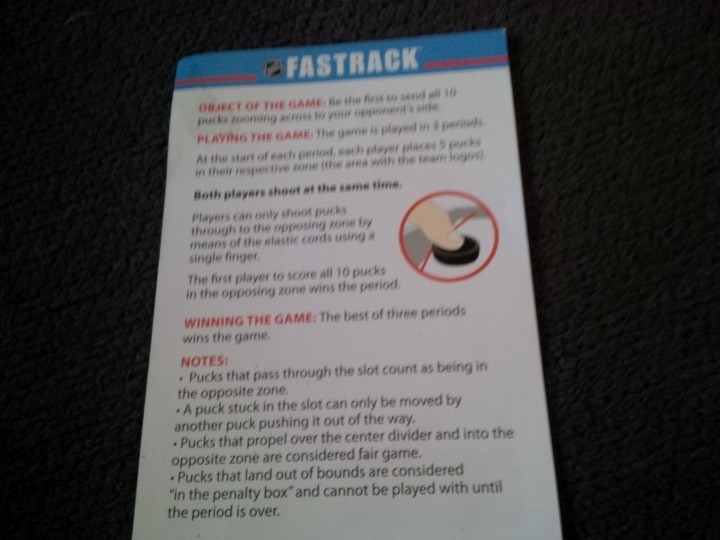 FASTRACK
OBJECT OF THE GAME: Be the first to send all 10
pucks zooming across to your opponent's side.
PLAYING THE GAME: The game is played in 3 periods.
At the start of each period, each player places 5 pucks
in their respective zone (the area with the team logos).
Both players shoot at the same time.
Players can only shoot pucks
through to the opposing zone by
means of the elastic cords using a
single finger.
The first player to score all 10 pucks
in the opposing zone wins the period.
WINNING THE GAME: The best of three periods
wins the game.
NOTES:
• Pucks that pass through the slot count as being in
the opposite zone.
• A puck stuck in the slot can only be moved by
another puck pushing it out of the way.
• Pucks that propel over the center divider and into the
opposite zone are considered fair game.
• Pucks that land out of bounds are considered
"in the penalty box" and cannot be played with until
the period is over.